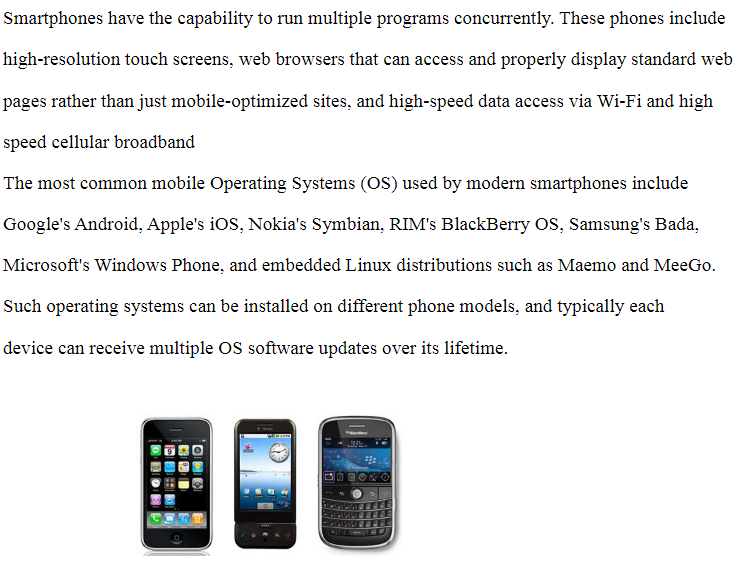 Smartphones have the capability to run multiple programs concurrently. These phones include
high-resolution touch screens, web browsers that can access and properly display standard web
pages rather than just mobile-optimized sites, and high-speed data access via Wi-Fi and high
speed cellular broadband
The most common mobile Operating Systems (OS) used by modern smartphones include
Google's Android, Apple's iOS, Nokia's Symbian, RIM's BlackBerry OS, Samsung's Bada,
Microsoft's Windows Phone, and embedded Linux distributions such as Maemo and MeeGo.
Such operating systems can be installed on different phone models, and typically each
device can receive multiple OS software updates over its lifetime.
BlackBerry